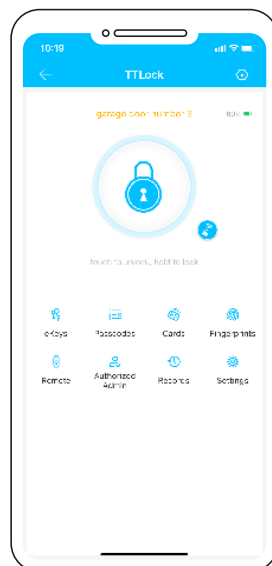 10:19
TTLock
garage door number 3
80%
touch to unlock, hold to lock
eKeys Passcodes Cards Fingerprints
Remote Authorized Admin Records Settings